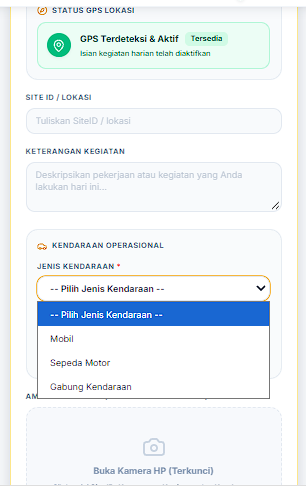 STATUS GPS LOKASI
GPS Terdeteksi & Aktif
Tersedia
Isian kegiatan harian telah diaktifkan
SITE ID / LOKASI
Tuliskan SiteID / lokasi
KETERANGAN KEGIATAN
Deskripsikan pekerjaan atau kegiatan yang Anda
lakukan hari ini...
KENDARAAN OPERASIONAL
JENIS KENDARAAN *
-- Pilih Jenis Kendaraan --
-- Pilih Jenis Kendaraan --
Mobil
Sepeda Motor
Gabung Kendaraan
Buka Kamera HP (Terkunci)